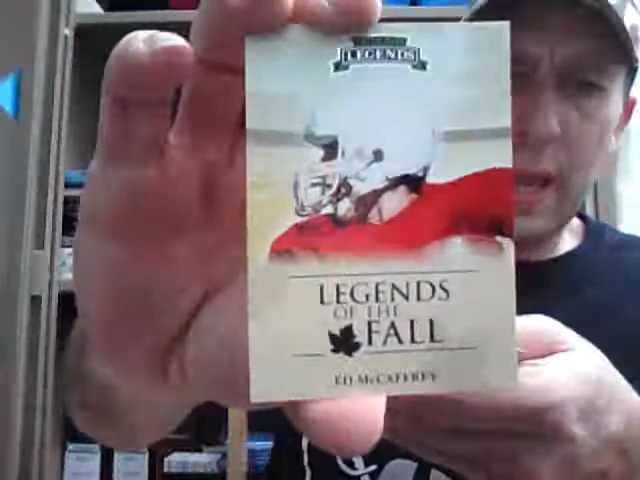 LEGENDS
LEGENDS
OF THE
FALL
ED McCAFFREY